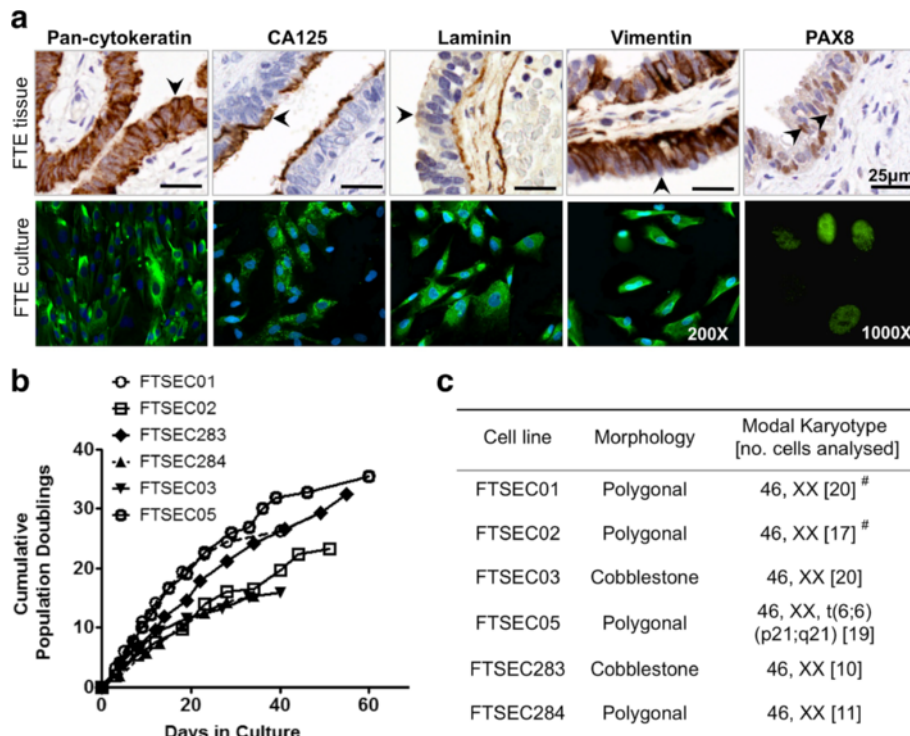 a
Pan-cytokeratin CA125 Laminin Vimentin PAX8
FTE tissue
25µm
FTE culture
200X 1000X
b
FTSEC01
FTSEC02
FTSEC283
FTSEC284
FTSEC03
FTSEC05
Cumulative
Population Doublings
40
30
20
10
0
0 20 40 60
Days in Culture
c
Cell line Morphology Modal Karyotype
[no. cells analysed]
FTSEC01 Polygonal 46, XX [20] #
FTSEC02 Polygonal 46, XX [17] #
FTSEC03 Cobblestone 46, XX [20]
FTSEC05 Polygonal 46, XX, t(6;6)
(p21;q21) [19]
FTSEC283 Cobblestone 46, XX [10]
FTSEC284 Polygonal 46, XX [11]